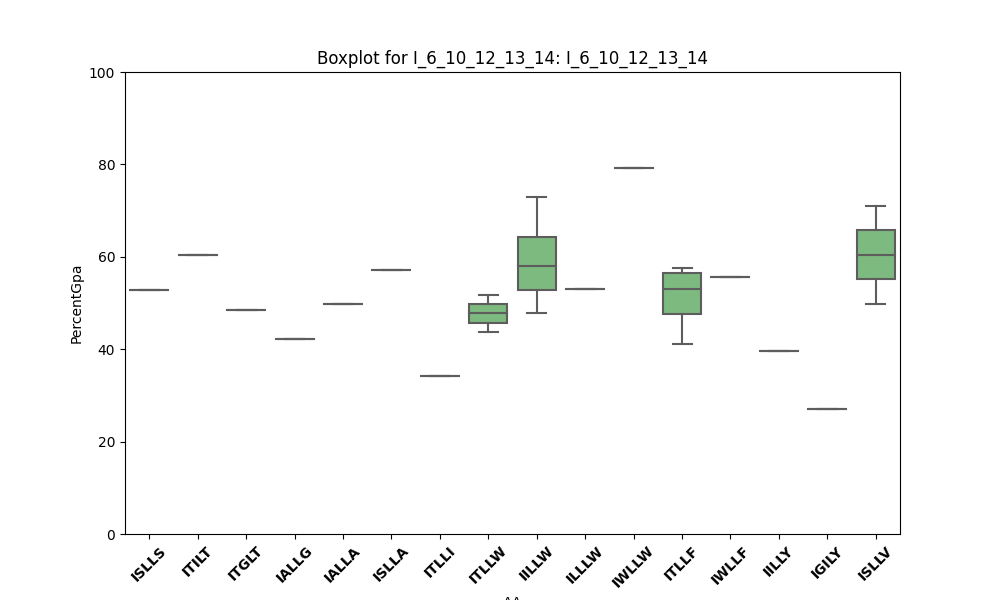 Boxplot for I_6_10_12_13_14: I_6_10_12_13_14
PercentGpa
100
80
60
40
20
0
ISLLS
ITILT
ITGLT
IALLG
IALLA
ISLLA
ITLLI
ITLLW
IILLW
ILLLW
IWLLW
ITLLF
IWLLF
IILLY
IGILY
ISLLV